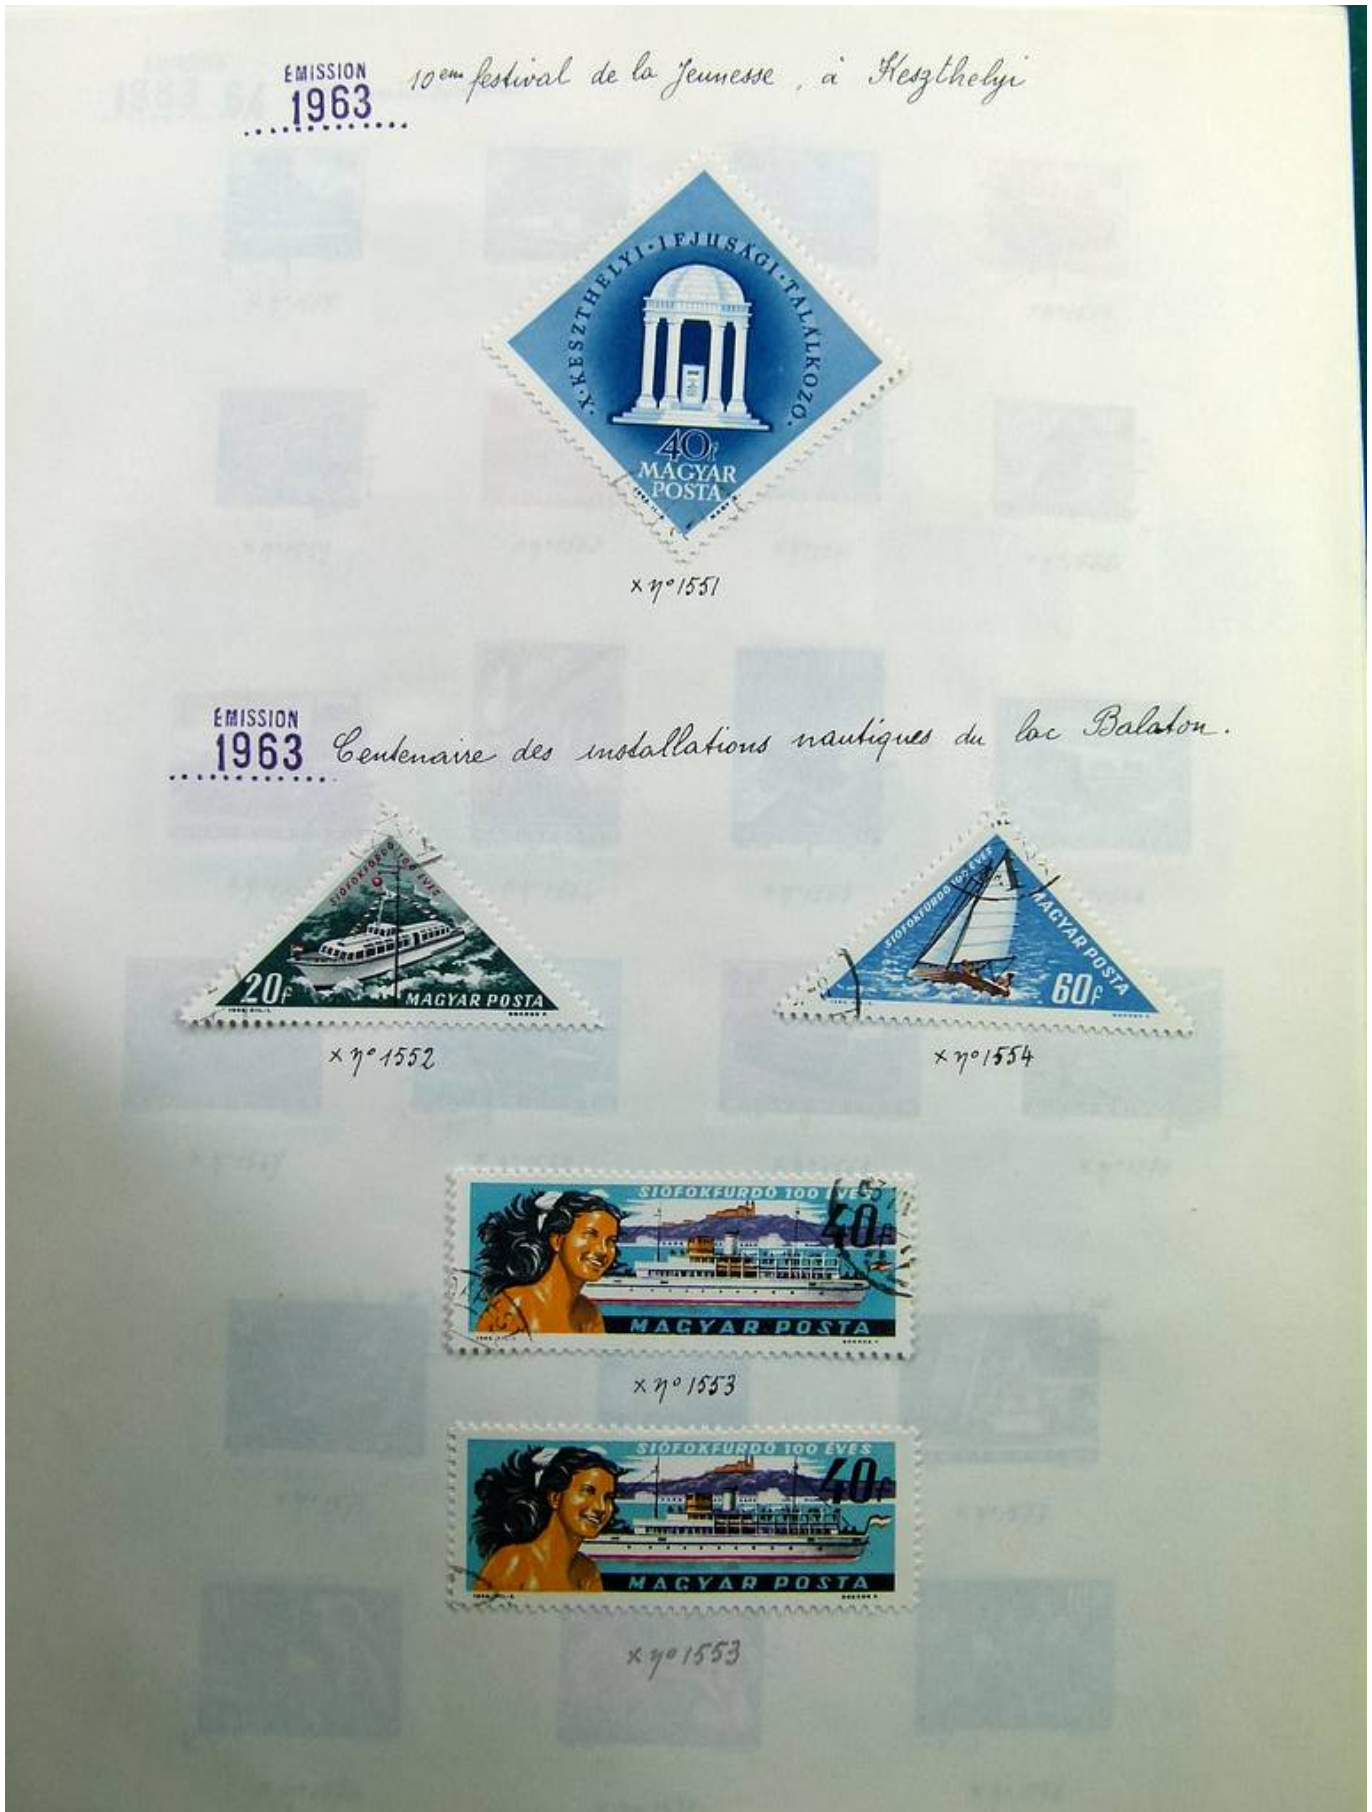 ÉMISSION
1963
10em festival de la Jeunesse, à Keszthelyi
X·KESZTHELYI·IFJUSÁGI·TALÁLKOZÓ·
40f
MAGYAR
POSTA
x n° 1551
ÉMISSION
1963
Centenaire des installations nautiques du lac Balaton.
SIÓFOKFÜRDŐ 100 ÉVES
20f
MAGYAR POSTA
x n° 1552
SIÓFOKFÜRDŐ 100 ÉVES
MAGYAR POSTA
60f
x n° 1554
SIÓFOKFÜRDŐ 100 ÉVES
40f
MAGYAR POSTA
x n° 1553
SIÓFOKFÜRDŐ 100 ÉVES
40f
MAGYAR POSTA
x n° 1553